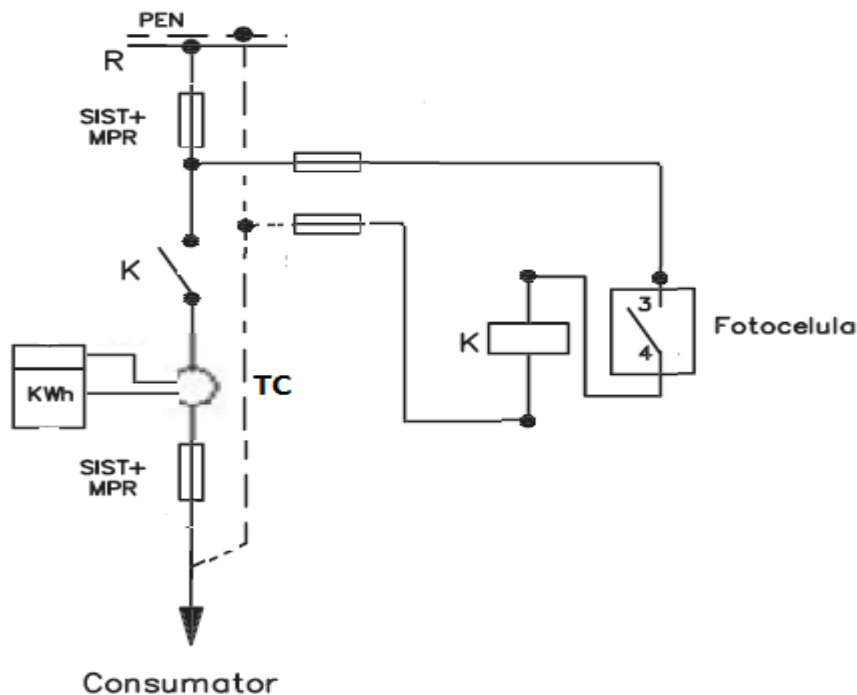 PEN
R
SIST+
MPR
K
3
4
Fotocelula
K
KWh
TC
SIST+
MPR
Consumator